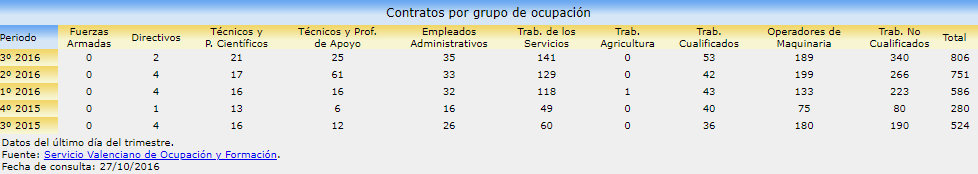 Contratos por grupo de ocupación
Periodo Fuerzas Armadas Directivos Técnicos y P. Científicos Técnicos y Prof. de Apoyo Empleados Administrativos Trab. de los Servicios Trab. Agricultura Trab. Cualificados Operadores de Maquinaria Trab. No Cualificados Total
3º 2016 0 2 21 25 35 141 0 53 189 340 806
2º 2016 0 4 17 61 33 129 0 42 199 266 751
1º 2016 0 4 16 16 32 118 1 43 133 223 586
4º 2015 0 1 13 6 16 49 0 40 75 80 280
3º 2015 0 4 16 12 26 60 0 36 180 190 524
Datos del último día del trimestre.
Fuente: Servicio Valenciano de Ocupación y Formación.
Fecha de consulta: 27/10/2016